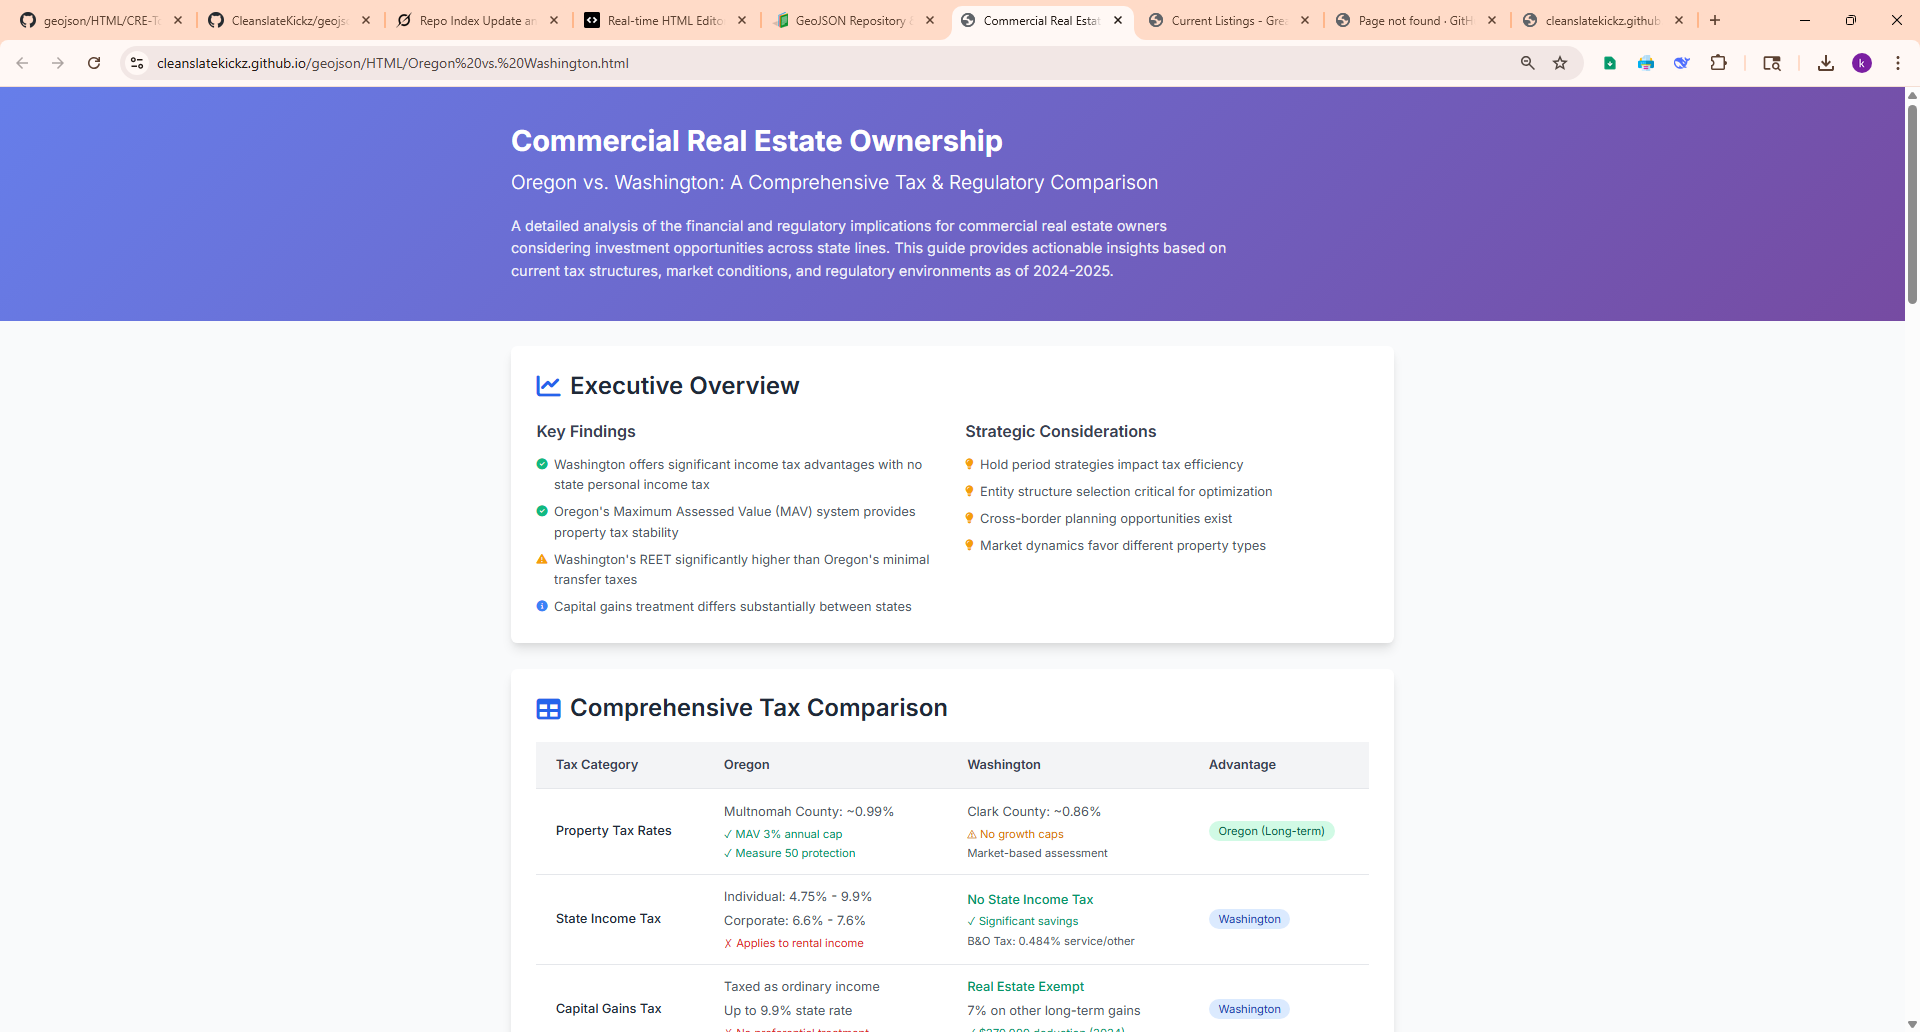 geojson/HTML/CRE-To
CleanslateKickz/geojso
Repo Index Update an
Real-time HTML Edito
GeoJSON Repository &
Commercial Real Estat
Current Listings - Grea
Page not found · GitH
cleanslatekickz.github
cleanslatekickz.github.io/geojson/HTML/Oregon%20vs.%20Washington.html
k
Commercial Real Estate Ownership
Oregon vs. Washington: A Comprehensive Tax & Regulatory Comparison
A detailed analysis of the financial and regulatory implications for commercial real estate owners
considering investment opportunities across state lines. This guide provides actionable insights based on
current tax structures, market conditions, and regulatory environments as of 2024-2025.
Executive Overview
Key Findings
Washington offers significant income tax advantages with no
state personal income tax
Oregon's Maximum Assessed Value (MAV) system provides
property tax stability
Washington's REET significantly higher than Oregon's minimal
transfer taxes
Capital gains treatment differs substantially between states
Strategic Considerations
Hold period strategies impact tax efficiency
Entity structure selection critical for optimization
Cross-border planning opportunities exist
Market dynamics favor different property types
Comprehensive Tax Comparison
Tax Category Oregon Washington Advantage
Property Tax Rates
Multnomah County: ~0.99%
✓ MAV 3% annual cap
✓ Measure 50 protection
Clark County: ~0.86%
⚠ No growth caps
Market-based assessment
Oregon (Long-term)
State Income Tax
Individual: 4.75% - 9.9%
Corporate: 6.6% - 7.6%
✗ Applies to rental income
No State Income Tax
✓ Significant savings
B&O Tax: 0.484% service/other
Washington
Capital Gains Tax
Taxed as ordinary income
Up to 9.9% state rate
✗ No preferential treatment
Real Estate Exempt
7% on other long-term gains
✓ $270,000 deduction (2024)
Washington